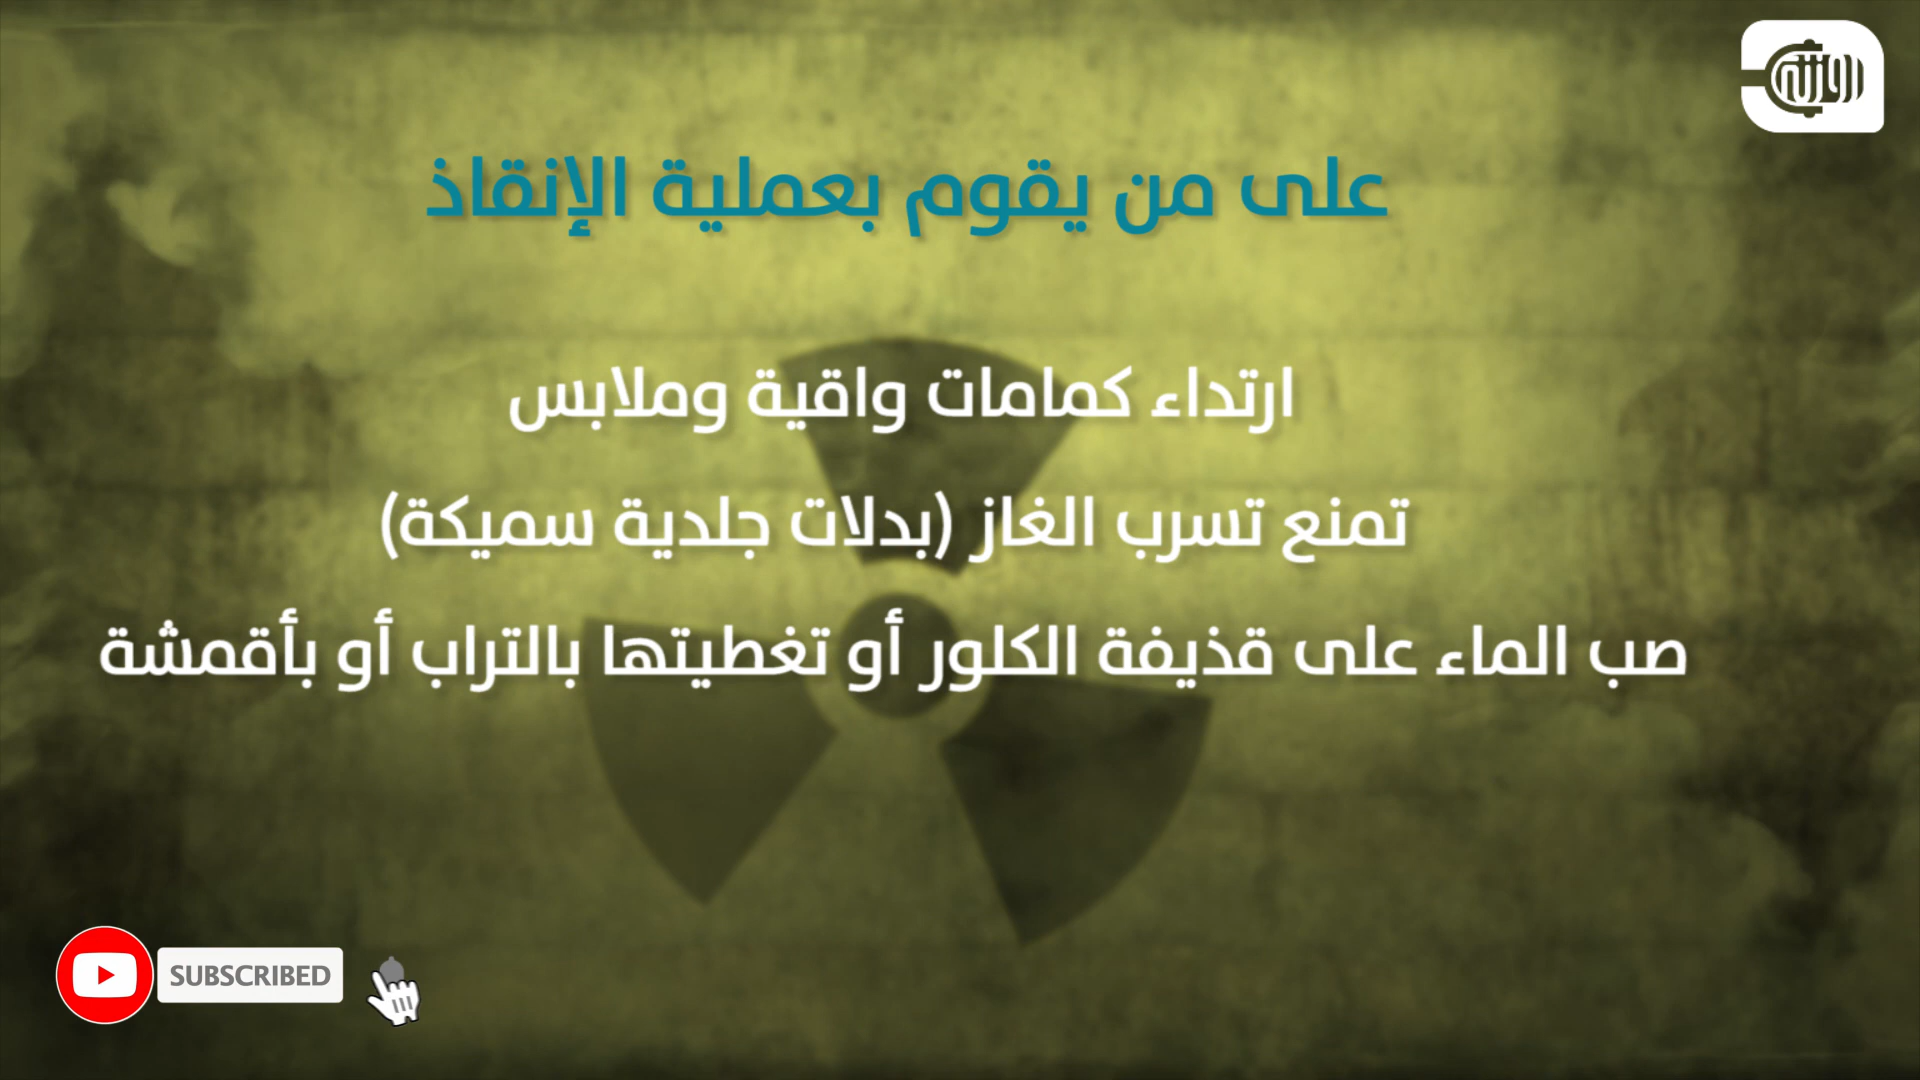 على من يقوم بعملية الإنقاذ
ارتداء كمامات واقية وملابس
تمنع تسرب الغاز (بدلات جلدية سميكة)
صب الماء على قذيفة الكلور أو تغطيتها بالتراب أو بأقمشة
SUBSCRIBED